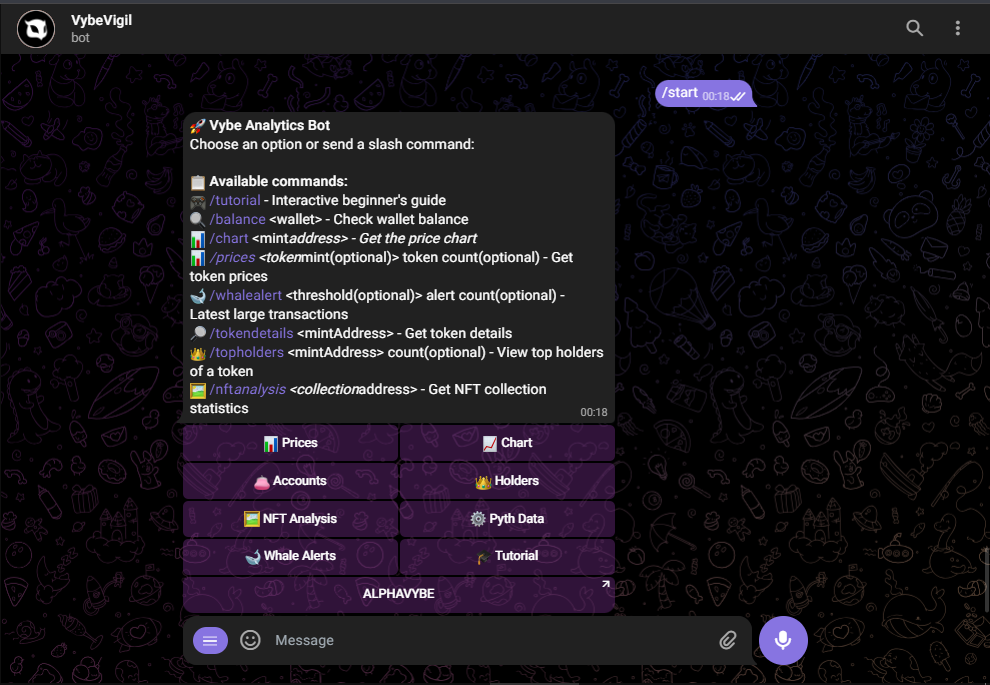 VybeVigil
bot
/start 00:18
🚀 Vybe Analytics Bot
Choose an option or send a slash command:
📋 Available commands:
🎮 /tutorial - Interactive beginner's guide
🔍 /balance <wallet> - Check wallet balance
📊 /chart <mintaddress> - Get the price chart
📊 /prices <tokenmint(optional)> token count(optional) - Get
token prices
🐋 /whalealert <threshold(optional)> alert count(optional) -
Latest large transactions
🔎 /tokendetails <mintAddress> - Get token details
👑 /topholders <mintAddress> count(optional) - View top holders
of a token
🖼️ /nftanalysis <collectionaddress> - Get NFT collection
statistics
00:18
📊 Prices
📈 Chart
👛 Accounts
👑 Holders
🖼️ NFT Analysis
⚙️ Pyth Data
🐋 Whale Alerts
🎓 Tutorial
ALPHAVYBE
Message